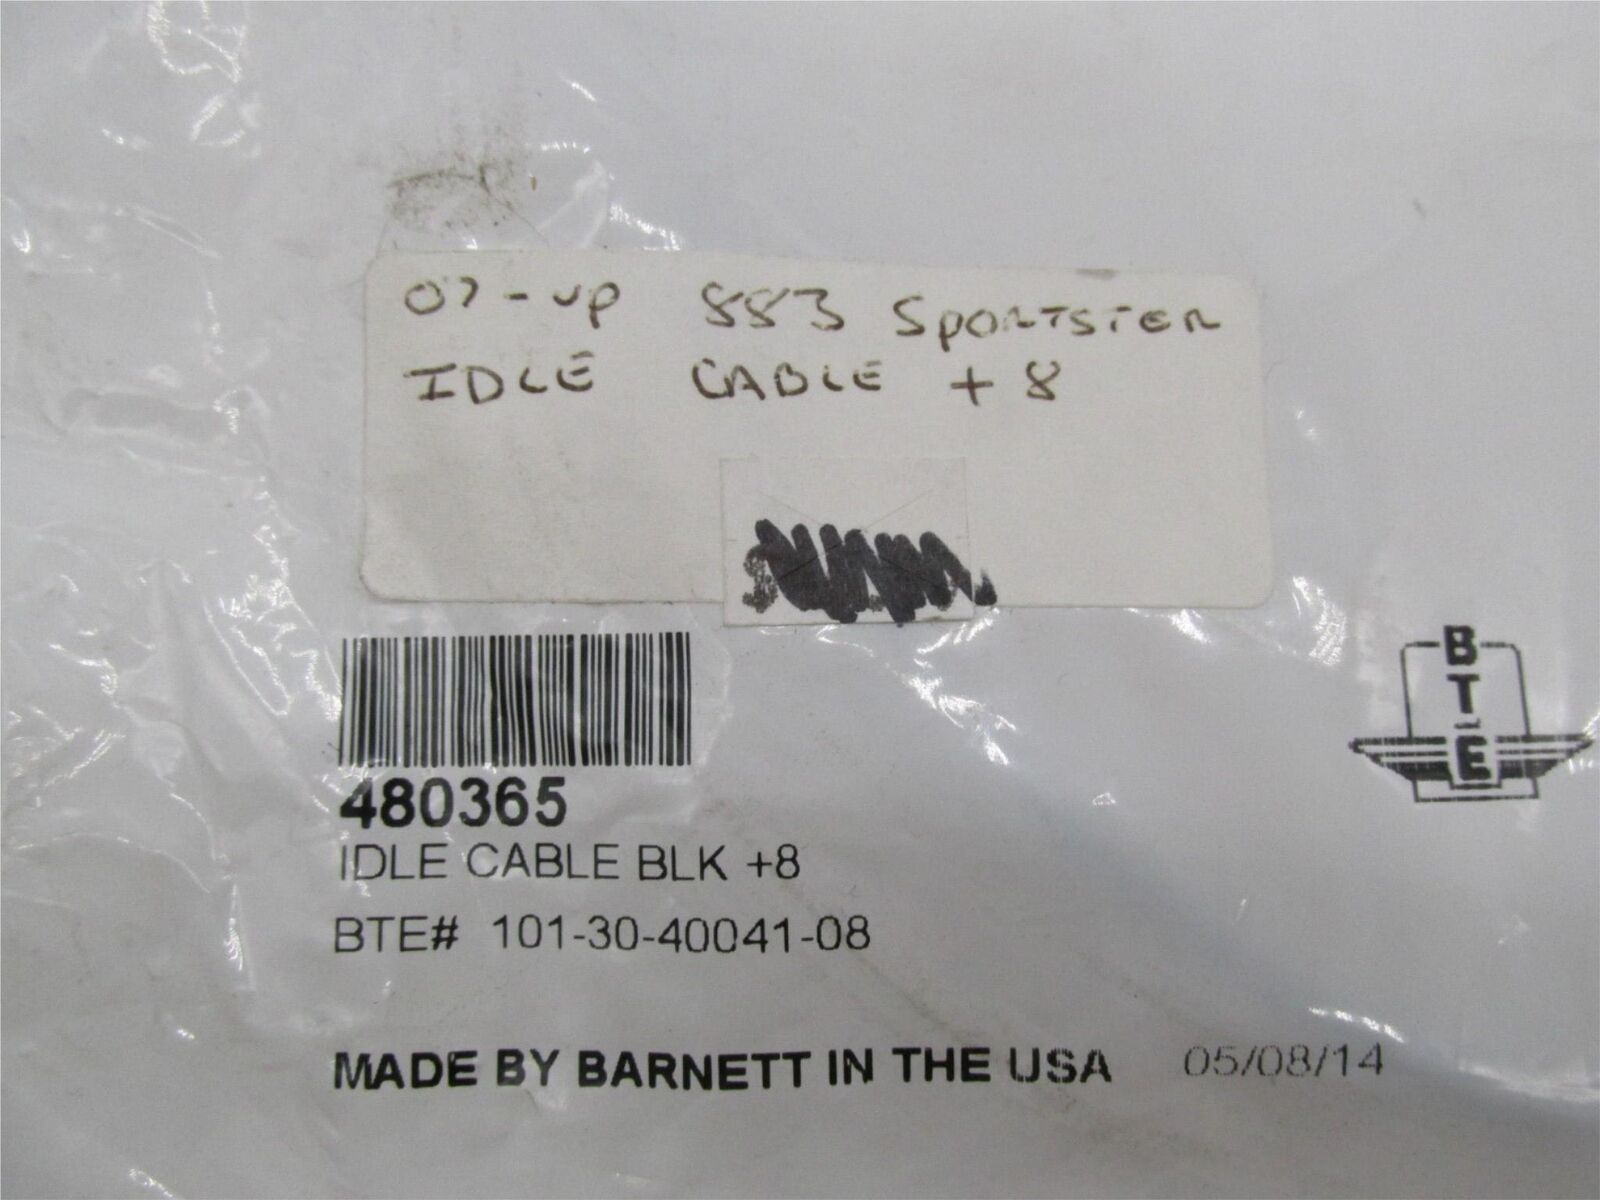 07-UP 883 SPORTSTER
IDLE CABLE +8
480365
IDLE CABLE BLK +8
BTE# 101-30-40041-08
MADE BY BARNETT IN THE USA 05/08/14
BTE